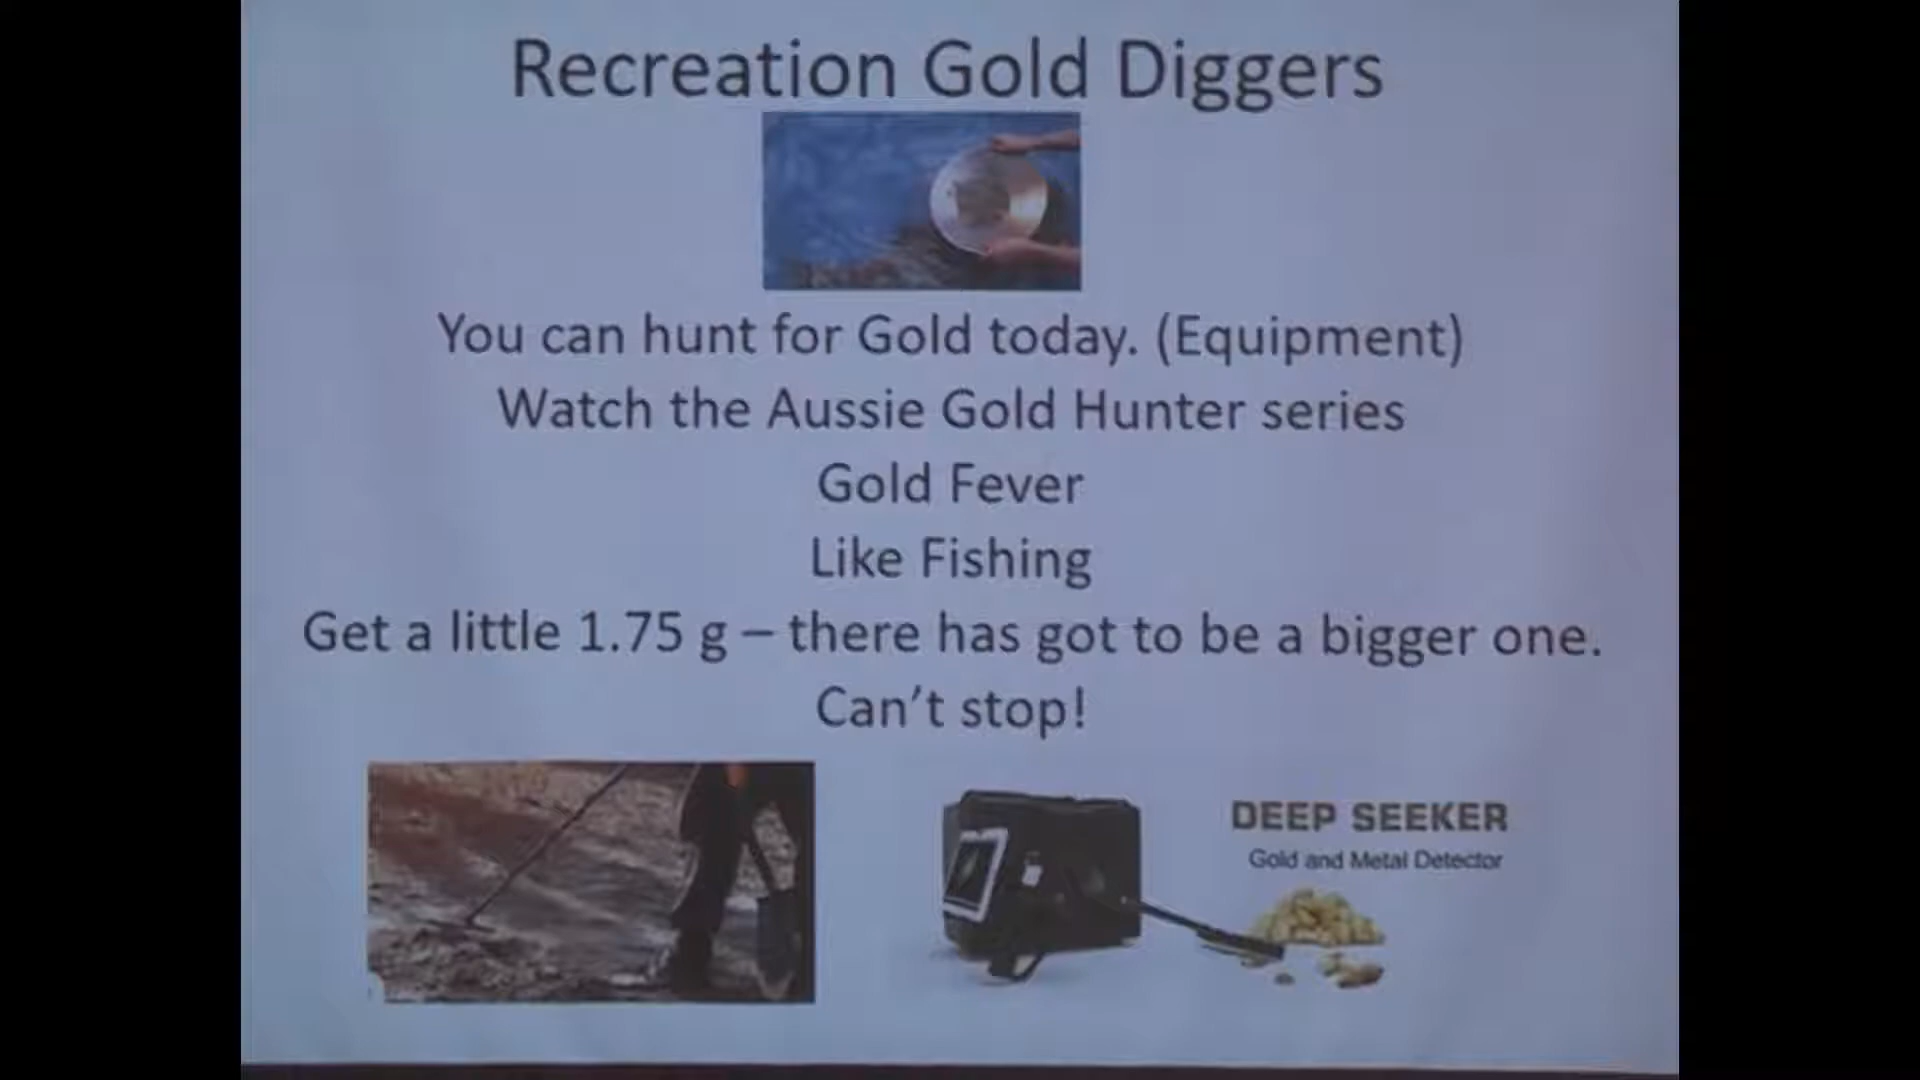 Recreation Gold Diggers
You can hunt for Gold today. (Equipment)
Watch the Aussie Gold Hunter series
Gold Fever
Like Fishing
Get a little 1.75 g – there has got to be a bigger one.
Can't stop!
DEEP SEEKER
Gold and Metal Detector